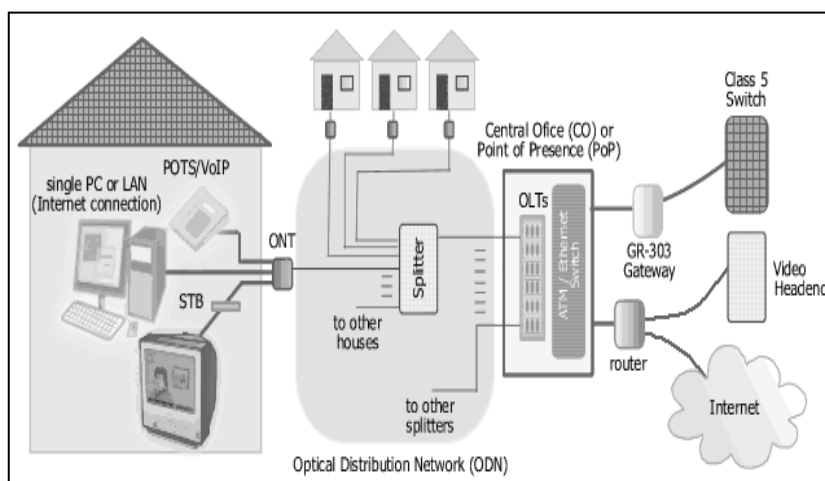 POTS/VoIP
single PC or LAN
(Internet connection)
ONT
STB
Splitter
to other
houses
to other
splitters
Optical Distribution Network (ODN)
Central Ofice (CO) or
Point of Presence (PoP)
OLTs
ATM / Ethernet
Switch
Class 5
Switch
GR-303
Gateway
Video
Headend
router
Internet